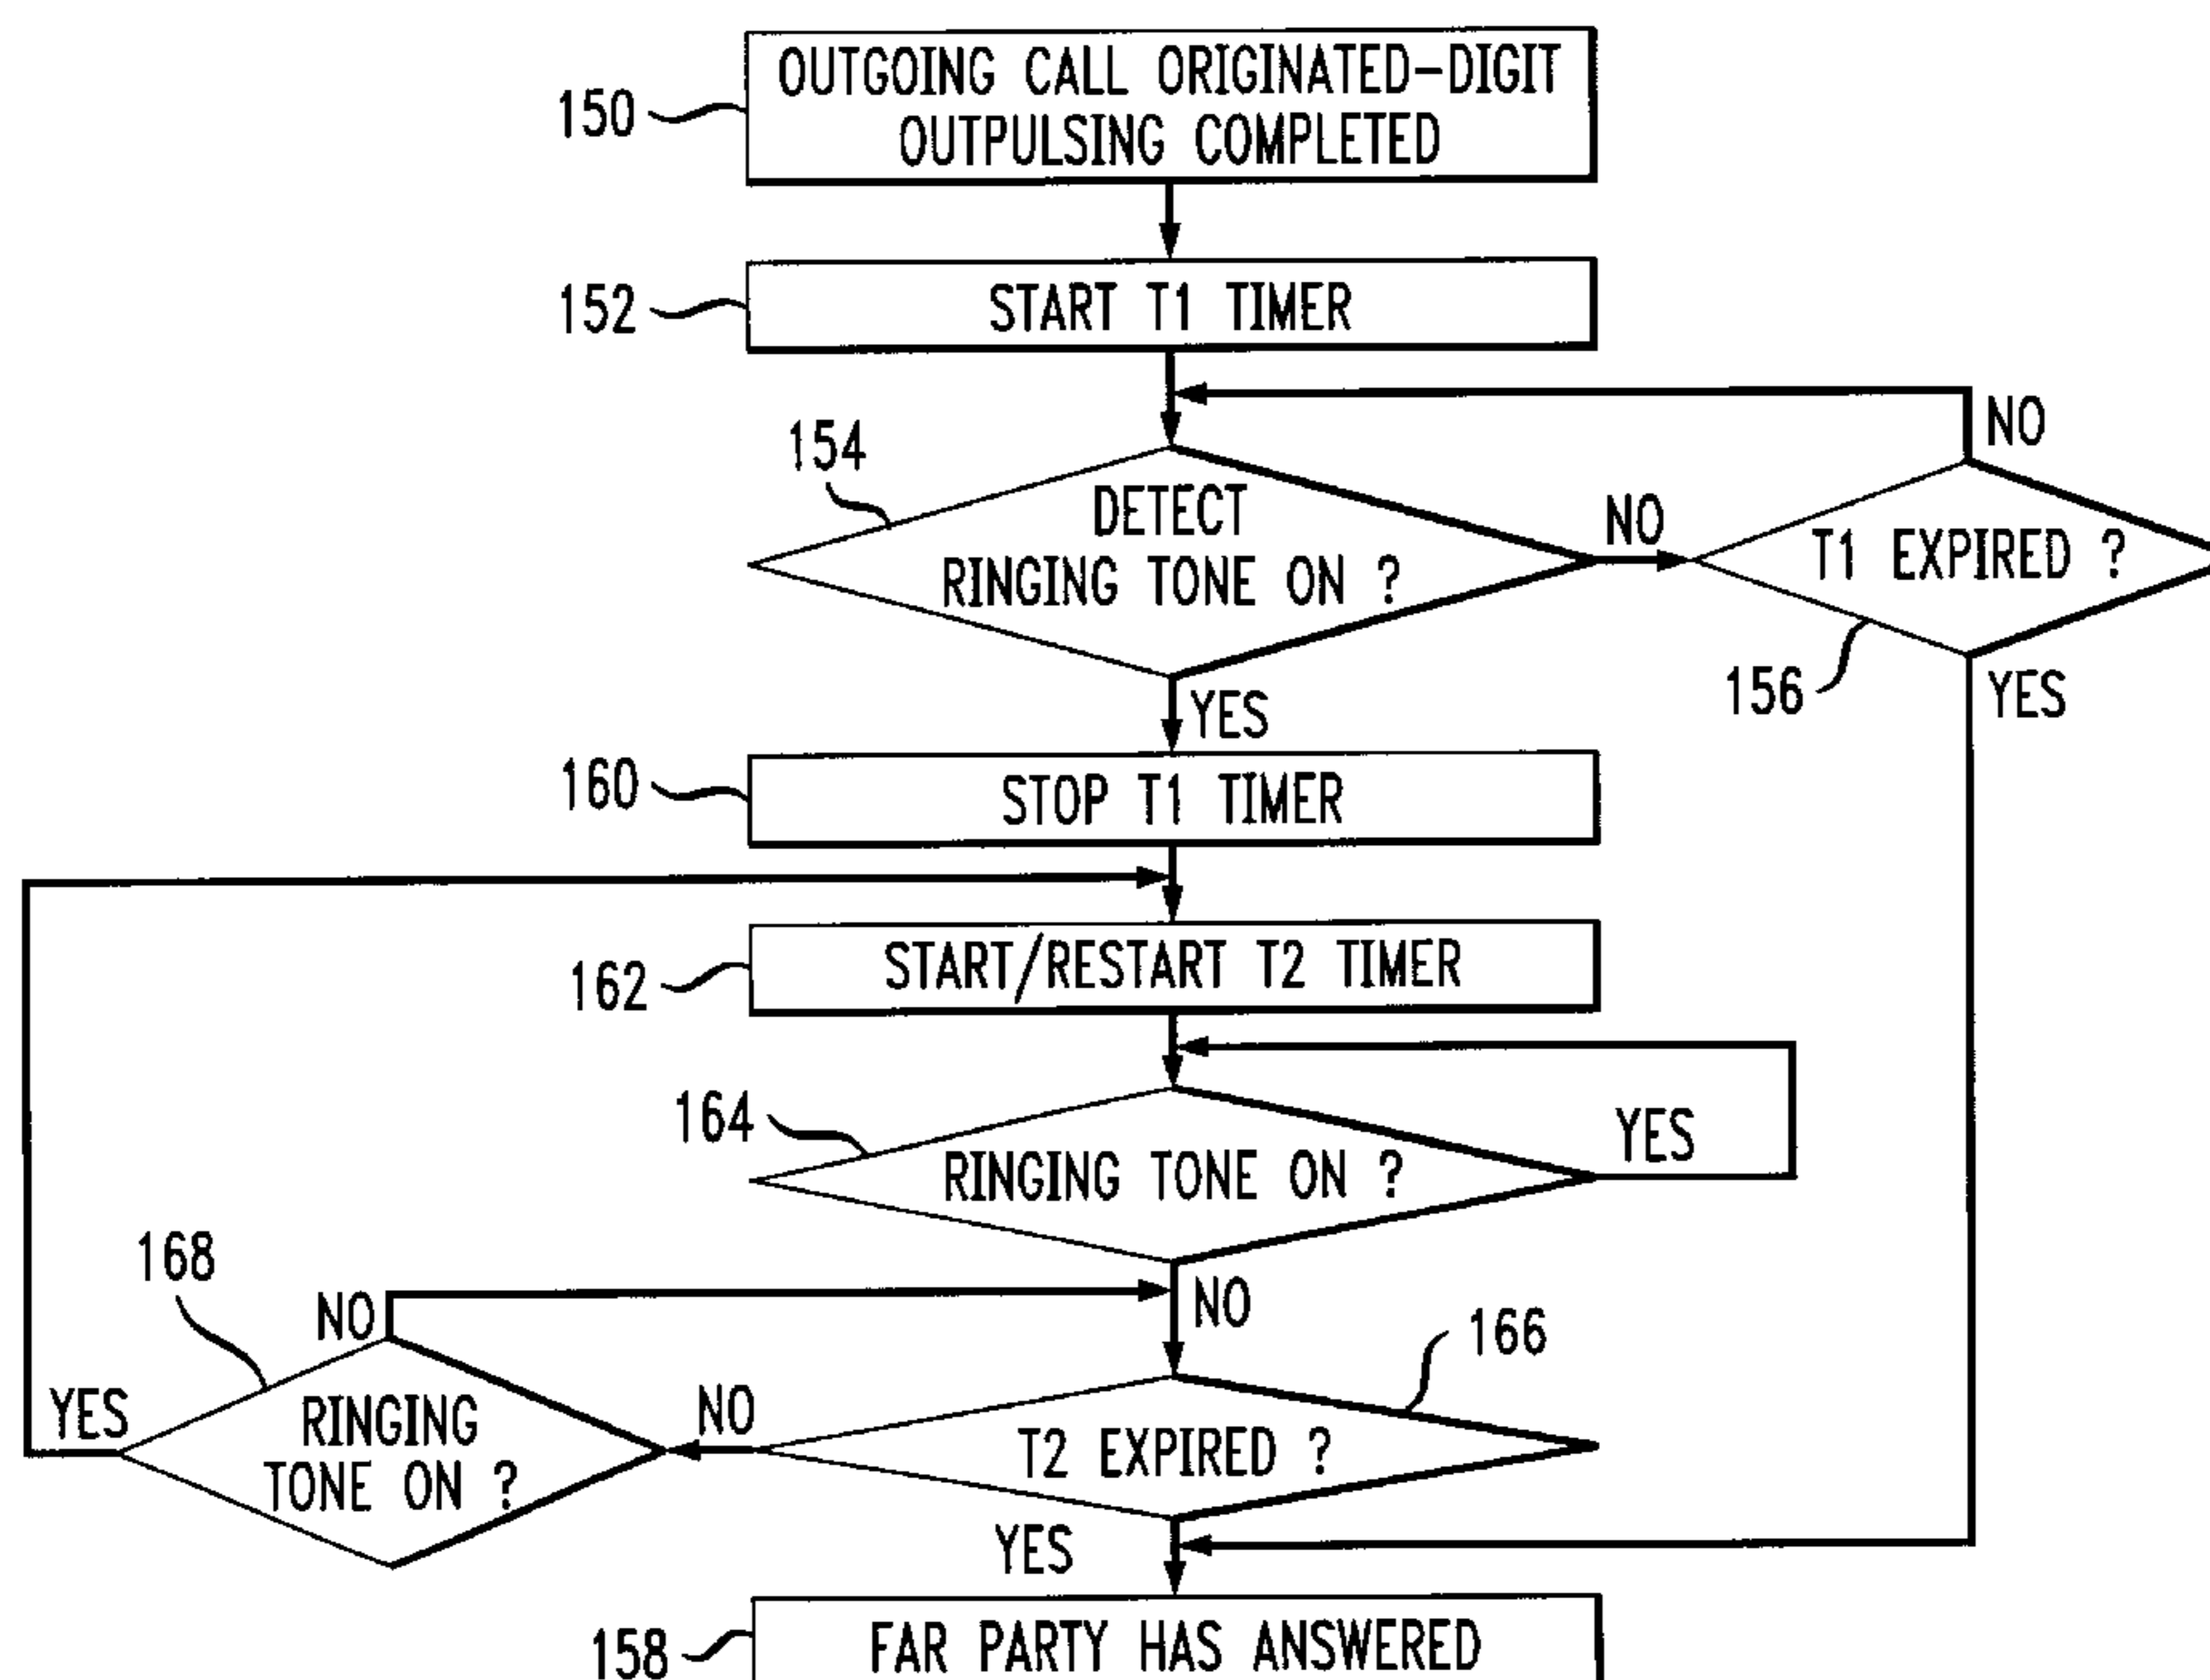 OUTGOING CALL ORIGINATED-DIGIT
OUTPULSING COMPLETED
150
START T1 TIMER
152
NO
154
DETECT
RINGING TONE ON ?
NO
T1 EXPIRED ?
156
YES
YES
STOP T1 TIMER
160
START/RESTART T2 TIMER
162
164
RINGING TONE ON ?
YES
168
NO
NO
166
YES
RINGING
TONE ON ?
NO
T2 EXPIRED ?
YES
158
FAR PARTY HAS ANSWERED